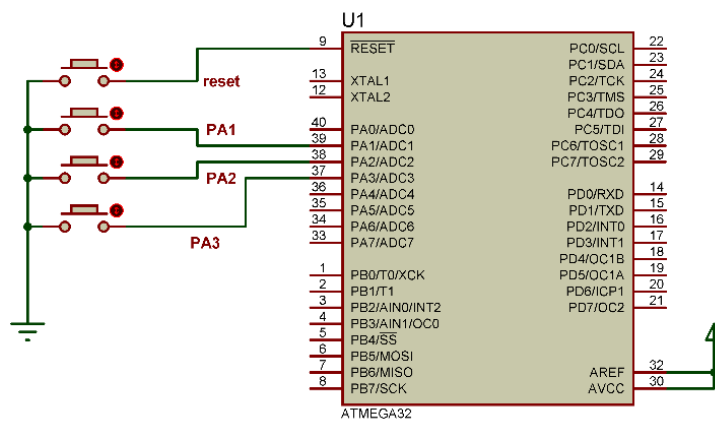 U1
9 RESET
13 XTAL1
12 XTAL2
40 PA0/ADC0
39 PA1/ADC1
38 PA2/ADC2
37 PA3/ADC3
36 PA4/ADC4
35 PA5/ADC5
34 PA6/ADC6
33 PA7/ADC7
1 PB0/T0/XCK
2 PB1/T1
3 PB2/AIN0/INT2
4 PB3/AIN1/OC0
5 PB4/SS
6 PB5/MOSI
7 PB6/MISO
8 PB7/SCK
PC0/SCL 22
PC1/SDA 23
PC2/TCK 24
PC3/TMS 25
PC4/TDO 26
PC5/TDI 27
PC6/TOSC1 28
PC7/TOSC2 29
PD0/RXD 14
PD1/TXD 15
PD2/INT0 16
PD3/INT1 17
PD4/OC1B 18
PD5/OC1A 19
PD6/ICP1 20
PD7/OC2 21
AREF 32
AVCC 30
ATMEGA32
reset
PA1
PA2
PA3